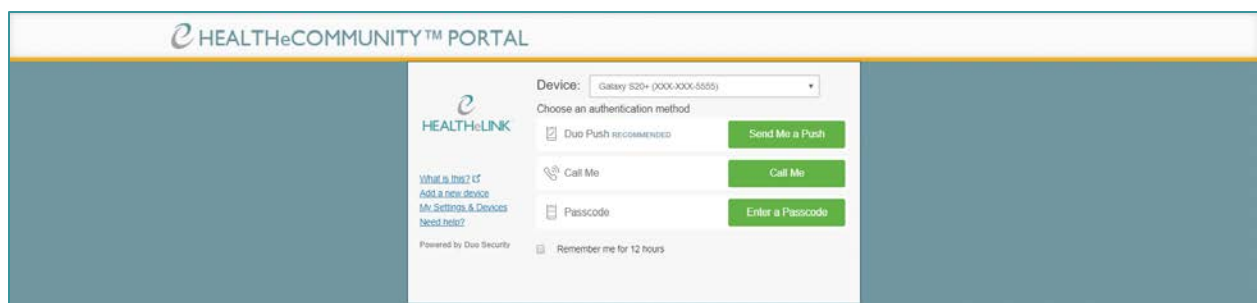 e HEALTHeCOMMUNITY™ PORTAL
e
HEALTHeLINK
What is this?
Add a new device
My Settings & Devices
Need help?
Powered by Duo Security
Device: Galaxy S20+ (XXX-XXX-5555)
Choose an authentication method
Duo Push RECOMMENDED Send Me a Push
Call Me Call Me
Passcode Enter a Passcode
Remember me for 12 hours